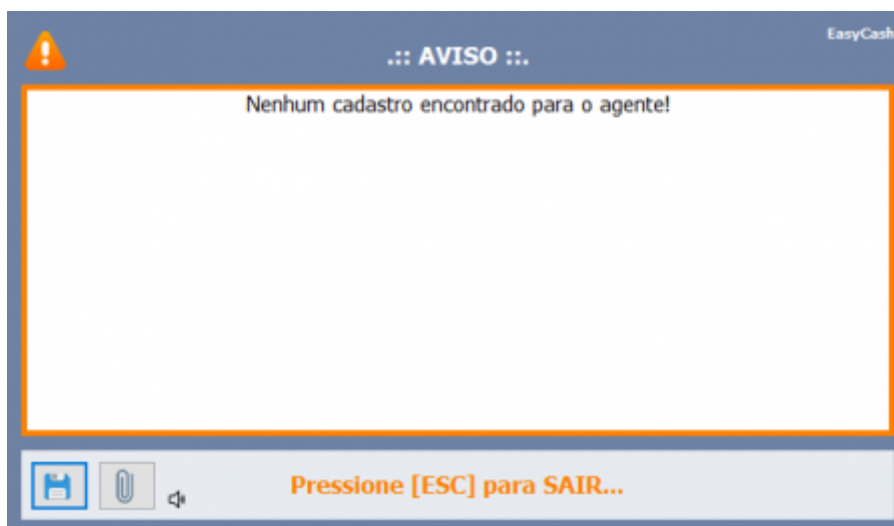 EasyCash
.:: AVISO ::.
Nenhum cadastro encontrado para o agente!
Pressione [ESC] para SAIR...